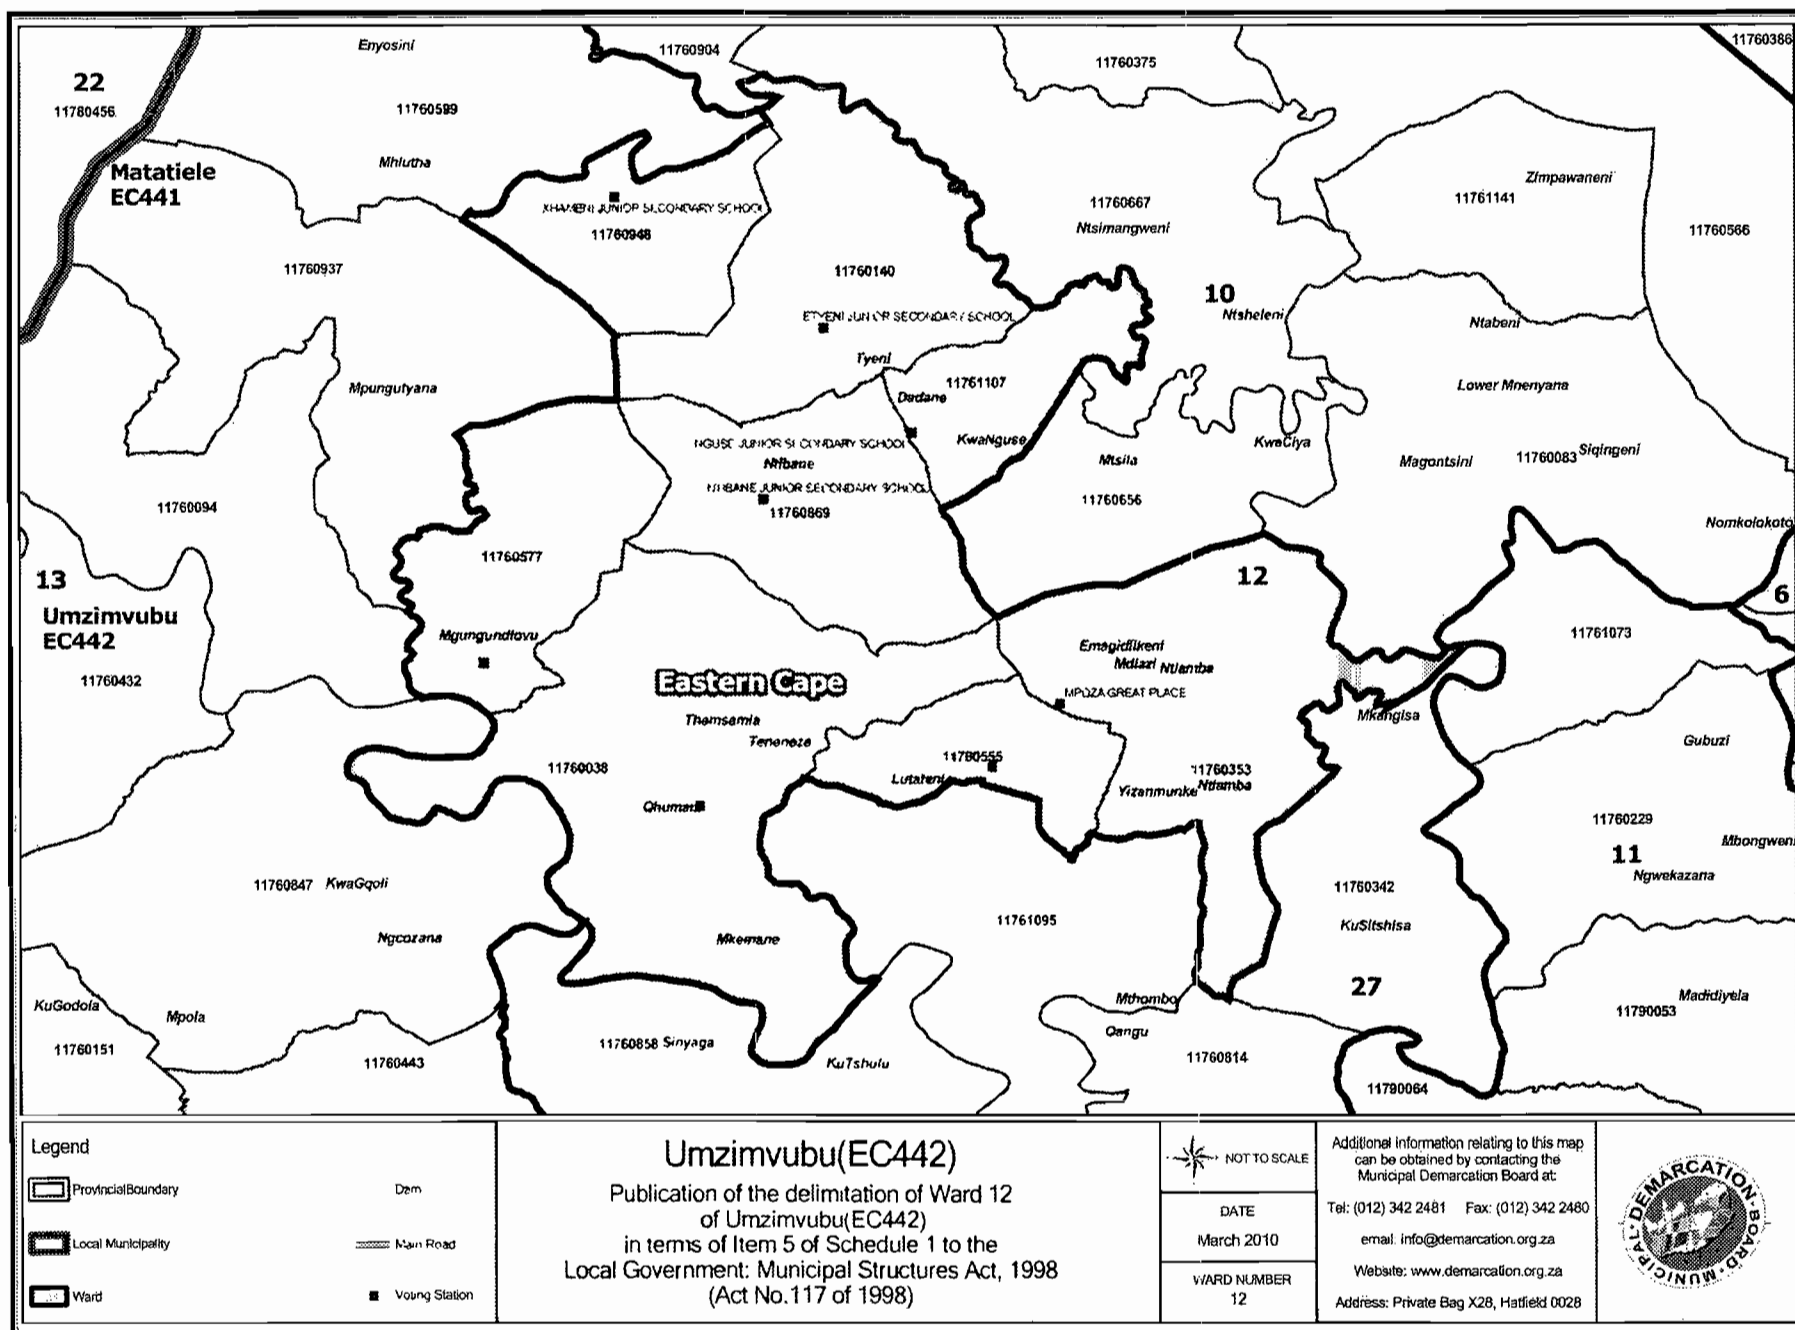 Enyosini
11760904
11760375
11760386
22
11780456
11760599
Mhlutha
Matatiele
EC441
Zimpawaneni
11761141
11760667
Ntsimangweni
11760566
XHAMENI JUNIOR SECONDARY SCHOOL
11760948
11760937
11760140
10
Ntsheleni
ETYENI JUNIOR SECONDARY SCHOOL
Ntabeni
Tyeni
11761107
Mpungutyana
Dadane
Lower Mnenyana
NGUSE JUNIOR SECONDARY SCHOOL
KwaNguse
KwaCiya
Ntibane
Mtsila
Magontsini
11760083
Siqingeni
NTIBANE JUNIOR SECONDARY SCHOOL
11760869
11760656
11760094
Nomkolokoto
11760577
13
12
6
Umzimvubu
EC442
Mgungundlovu
11761073
Emagidlikeni
Mdlazi
Ntlamba
11760432
Eastern Cape
MPOZA GREAT PLACE
Mkangisa
Themsamia
Tenoneze
Gubuzi
11760038
11760555
11760353
Lutateni
Yizanmunke
Ntlamba
Qhumani
11760229
Mbongweni
11
Ngwekazana
11760847
KwaGqoli
11760342
11761095
KuSitshisa
Ngcozana
Mkemane
27
KuGodola
Mpola
Mthombo
Madidiyela
11790053
Qangu
11760151
11760443
11760858
Sinyaga
KuTshulu
11760814
11790064
Legend
ProvincialBoundary
Dam
Local Municipality
Main Road
Ward
Voting Station
Umzimvubu(EC442)
Publication of the delimitation of Ward 12
of Umzimvubu(EC442)
in terms of Item 5 of Schedule 1 to the
Local Government: Municipal Structures Act, 1998
(Act No.117 of 1998)
NOT TO SCALE
DATE
March 2010
WARD NUMBER
12
Additional information relating to this map
can be obtained by contacting the
Municipal Demarcation Board at:
Tel: (012) 342 2481 Fax: (012) 342 2480
email: info@demarcation.org.za
Website: www.demarcation.org.za
Address: Private Bag X28, Hatfield 0028
MUNICIPAL DEMARCATION BOARD